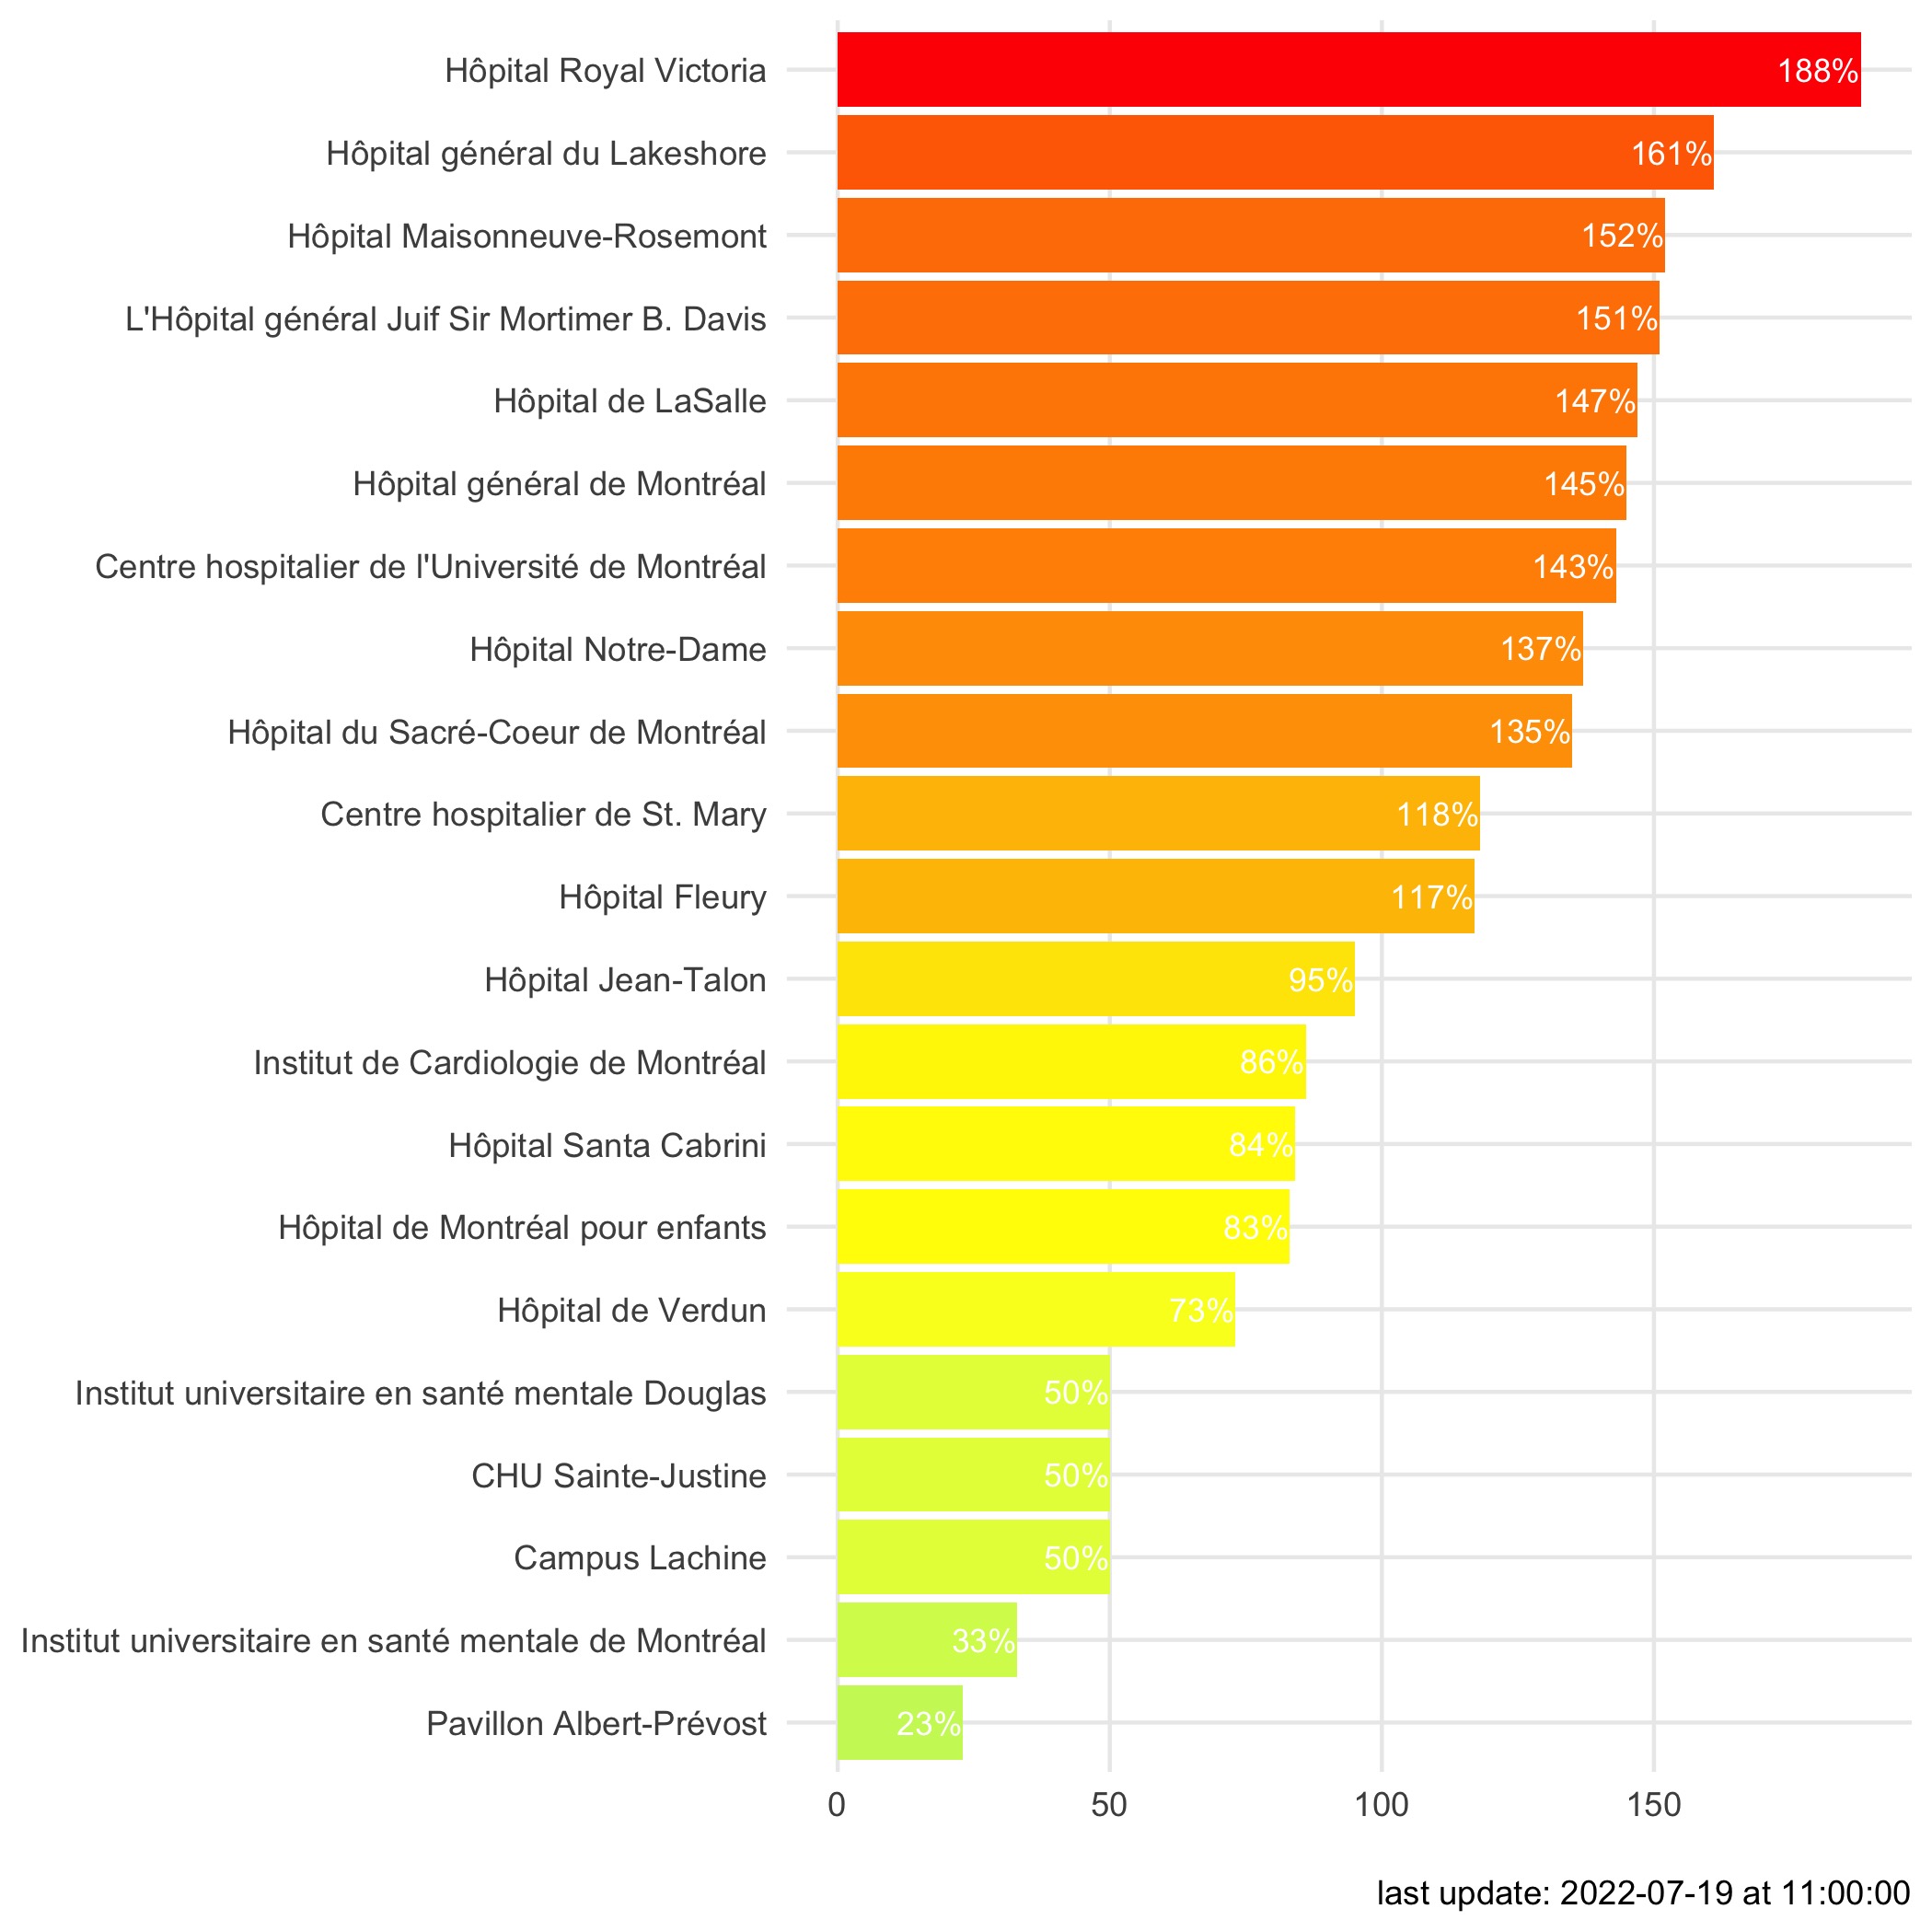 Hôpital Royal Victoria 188%
Hôpital général du Lakeshore 161%
Hôpital Maisonneuve-Rosemont 152%
L'Hôpital général Juif Sir Mortimer B. Davis 151%
Hôpital de LaSalle 147%
Hôpital général de Montréal 145%
Centre hospitalier de l'Université de Montréal 143%
Hôpital Notre-Dame 137%
Hôpital du Sacré-Coeur de Montréal 135%
Centre hospitalier de St. Mary 118%
Hôpital Fleury 117%
Hôpital Jean-Talon 95%
Institut de Cardiologie de Montréal 86%
Hôpital Santa Cabrini 84%
Hôpital de Montréal pour enfants 83%
Hôpital de Verdun 73%
Institut universitaire en santé mentale Douglas 50%
CHU Sainte-Justine 50%
Campus Lachine 50%
Institut universitaire en santé mentale de Montréal 33%
Pavillon Albert-Prévost 23%
0 50 100 150
last update: 2022-07-19 at 11:00:00